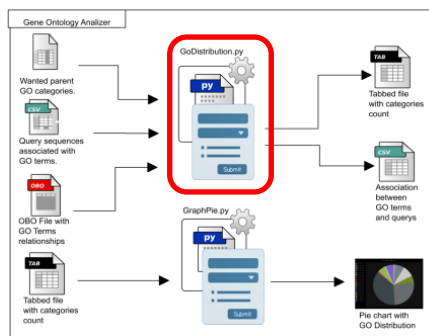 Gene Ontology Analizer
GoDistribution.py
Wanted parent
GO categories.
CSV
Query sequences
associated with
GO terms.
OBO
OBO File with
GO Terms
relationships
py
Submit
TAB
Tabbed file
with categories
count
CSV
Association
between
GO terms
and querys
GraphPie.py
TAB
Tabbed file
with categories
count
py
Submit
Pie chart with
GO Distribution